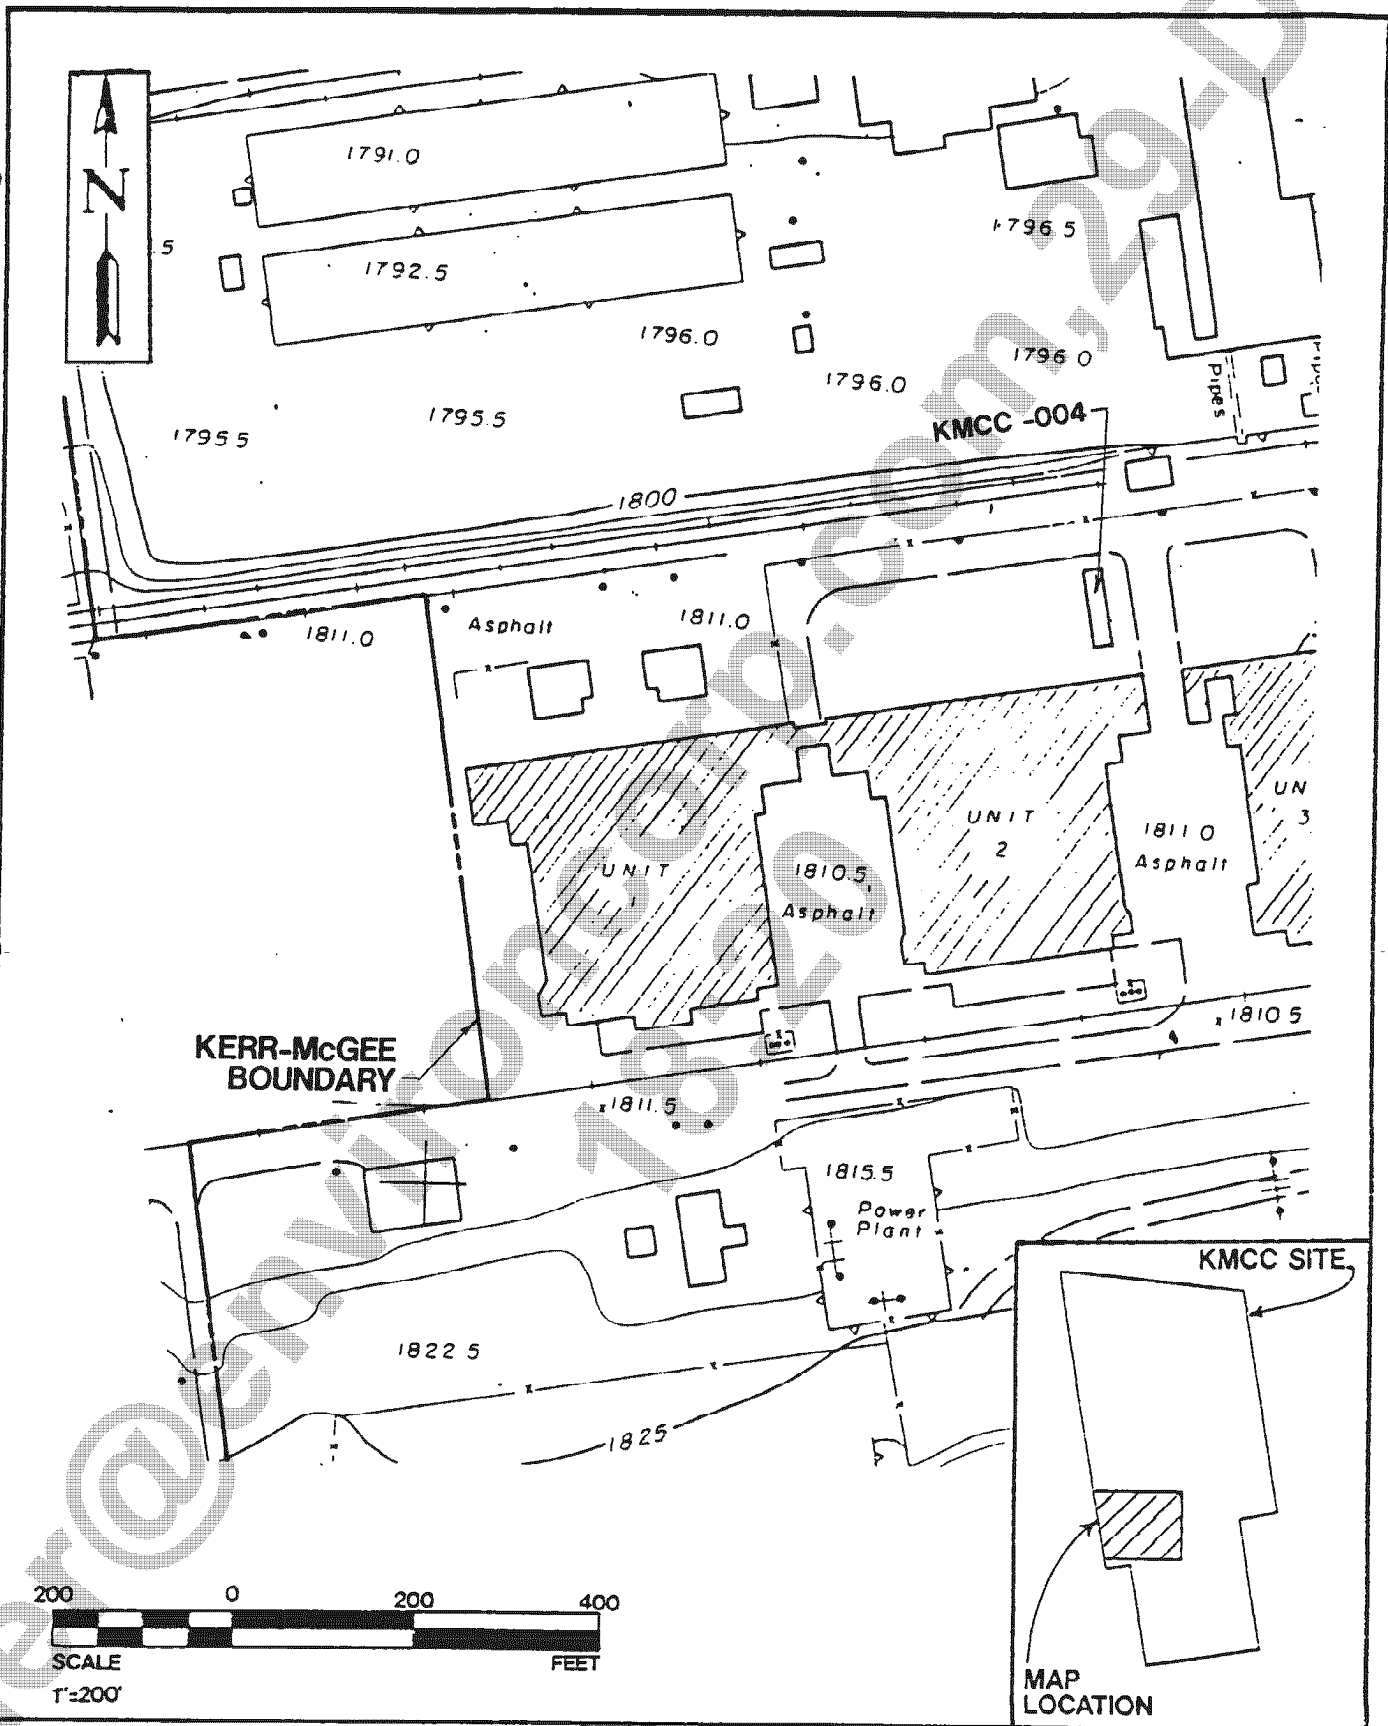 1791.0
N
1796 5
5
1792.5
1796.0
1796 0
1796.0
Pipes
1795.5
1795 5
KMCC -004
1800
Asphalt
1811.0
1811.0
UNIT
1
UNIT
2
UN
3
1810.5
Asphalt
1811 0
Asphalt
1810 5
KERR-McGEE
BOUNDARY
1811.5
1815.5
Power
Plant
1822 5
1825
KMCC SITE
MAP
LOCATION
200 0 200 400
SCALE FEET
1"=200'